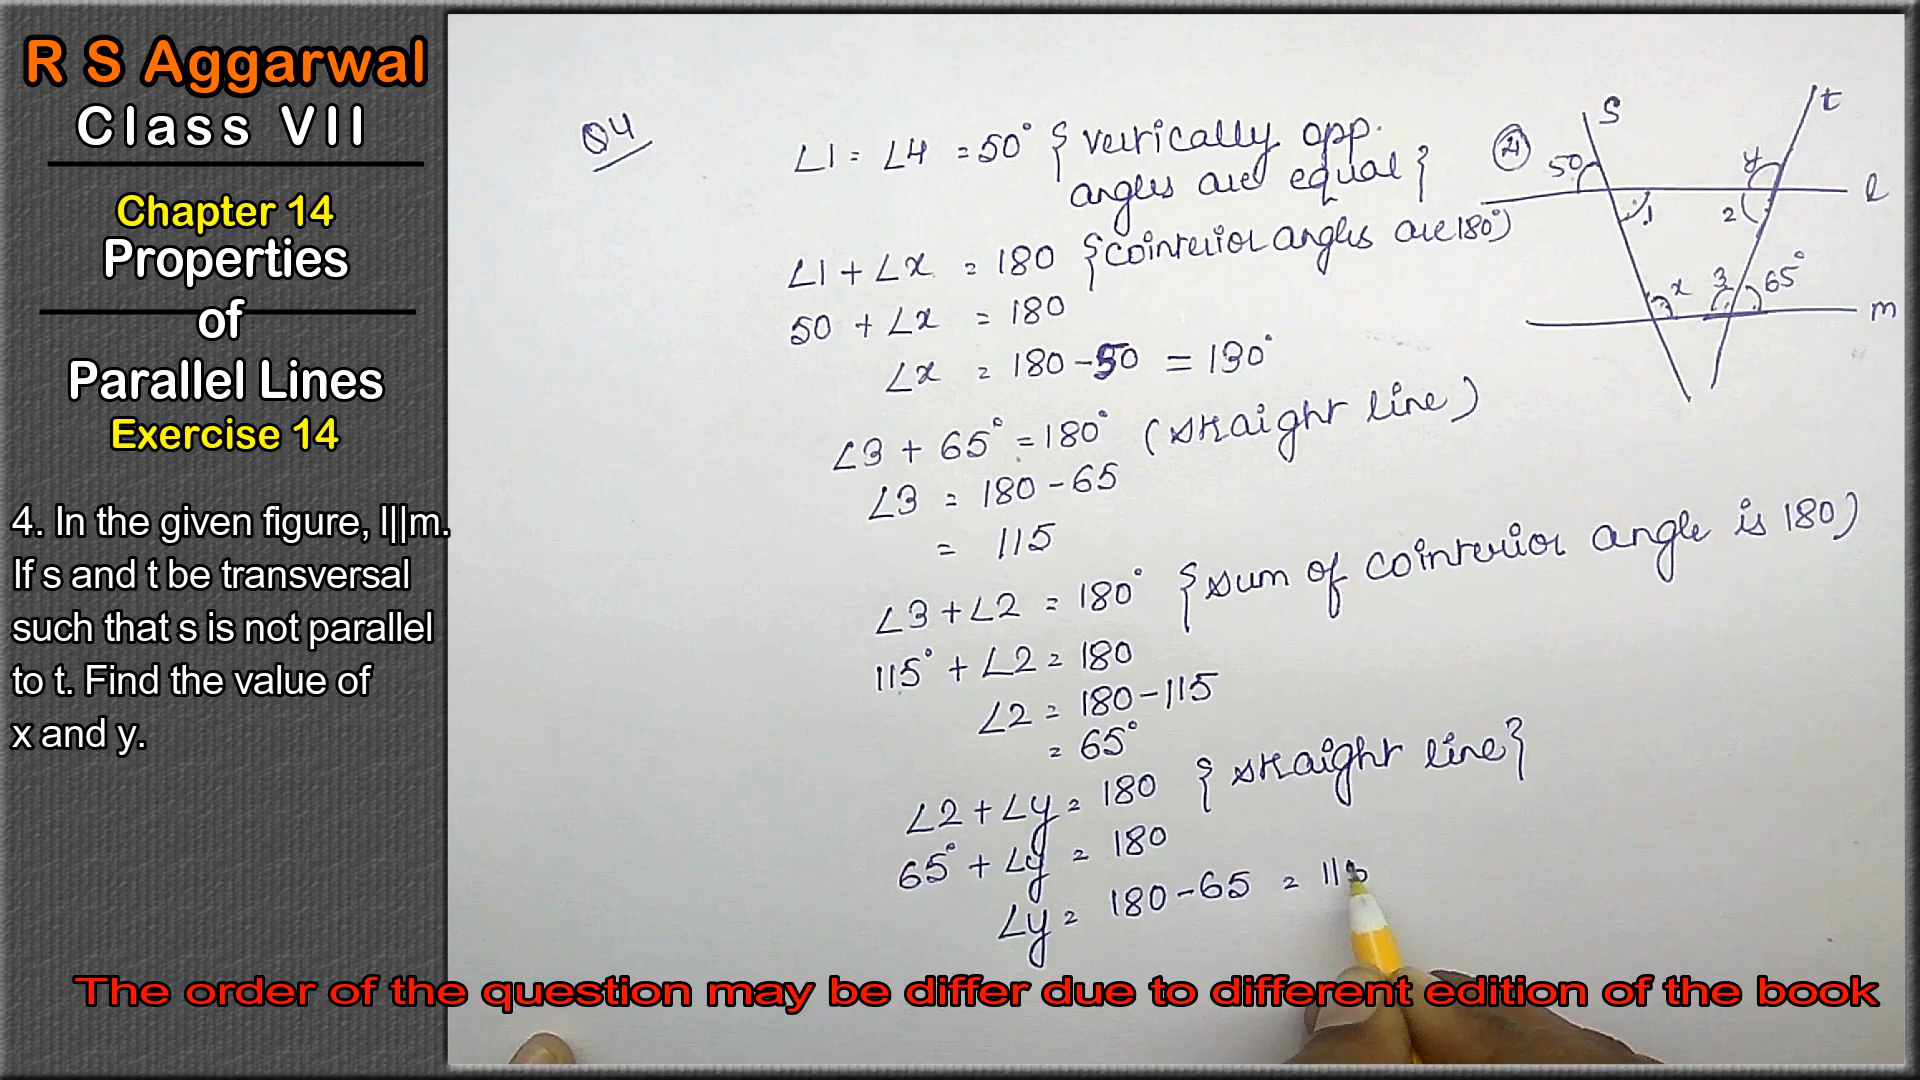 R S Aggarwal
Class VII
Chapter 14
Properties
of
Parallel Lines
Exercise 14
4. In the given figure, l||m.
If s and t be transversal
such that s is not parallel
to t. Find the value of
x and y.
Q4
∠1 = ∠4 = 50° { vertically opp.
angles are equal }
∠1 + ∠x = 180 { cointerior angles are 180°)
50 + ∠x = 180
∠x = 180 - 50 = 130°
∠3 + 65° = 180° (straight line)
∠3 = 180 - 65
= 115
∠3 + ∠2 = 180° { sum of cointerior angle is 180)
115° + ∠2 = 180
∠2 = 180 - 115
= 65°
∠2 + ∠y = 180 { straight line }
65° + ∠y = 180
∠y = 180 - 65 = 115
4
s
t
50
y
l
1
2
x
3
65°
m
The order of the question may be differ due to different edition of the book